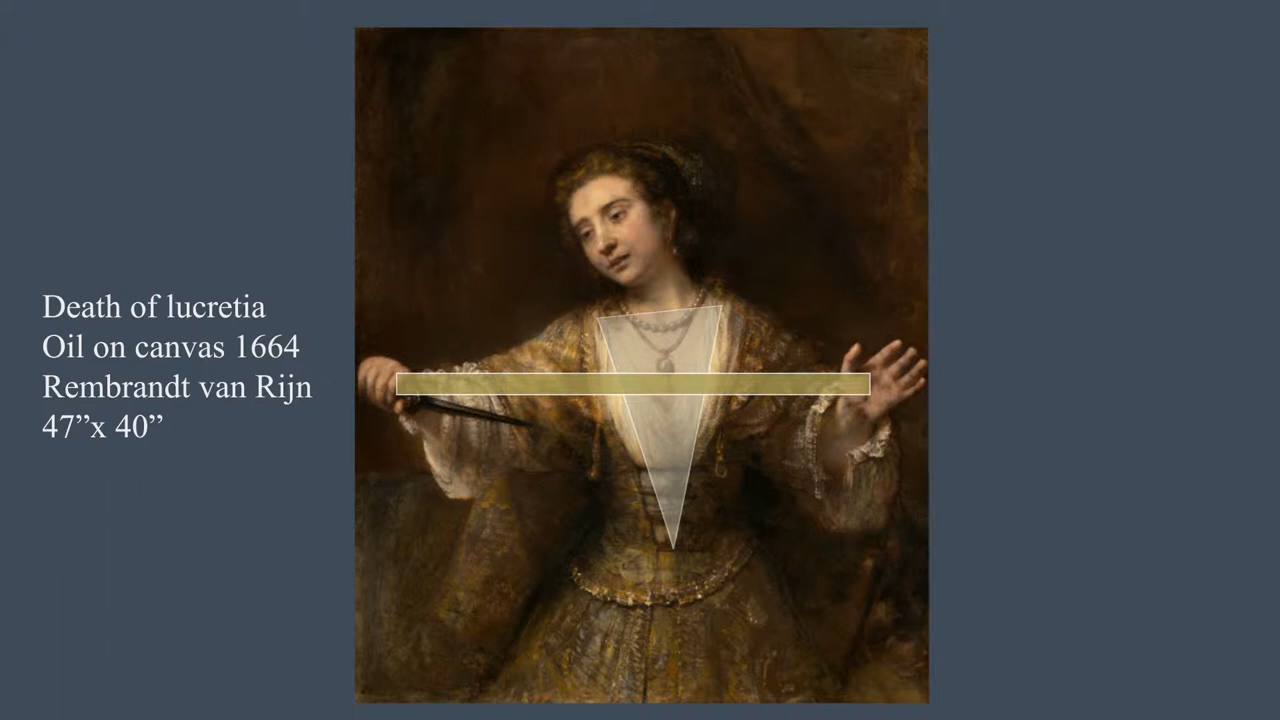 Death of lucretia
Oil on canvas 1664
Rembrandt van Rijn
47”x 40”